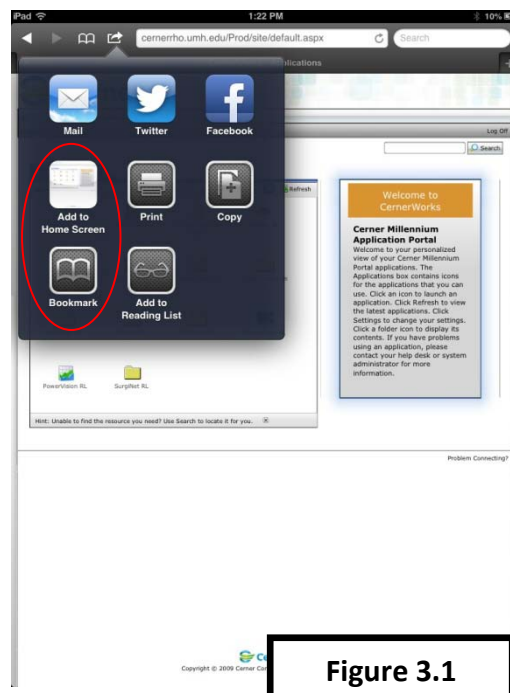 iPad 1:22 PM 10%
cernerrho.umh.edu/Prod/site/default.aspx Search
Mail Twitter Facebook
Log Off
Search
Add to Home Screen
Print
Copy
Refresh
Bookmark
Add to Reading List
Welcome to
CernerWorks
Cerner Millennium
Application Portal
Welcome to your personalized
view of your Cerner Millennium
Portal applications. The
Applications box contains icons
for the applications that you can
use. Click an icon to launch an
application. Click Refresh to view
the latest applications. Click
Settings to change your settings.
Click a folder icon to display its
contents. If you have problems
using an application, please
contact your help desk or system
administrator for more
information.
PowerVision RL SurgiNet RL
Hint: Unable to find the resource you need? Use Search to locate it for you.
Problem Connecting?
Copyright © 2009 Cerner
Figure 3.1